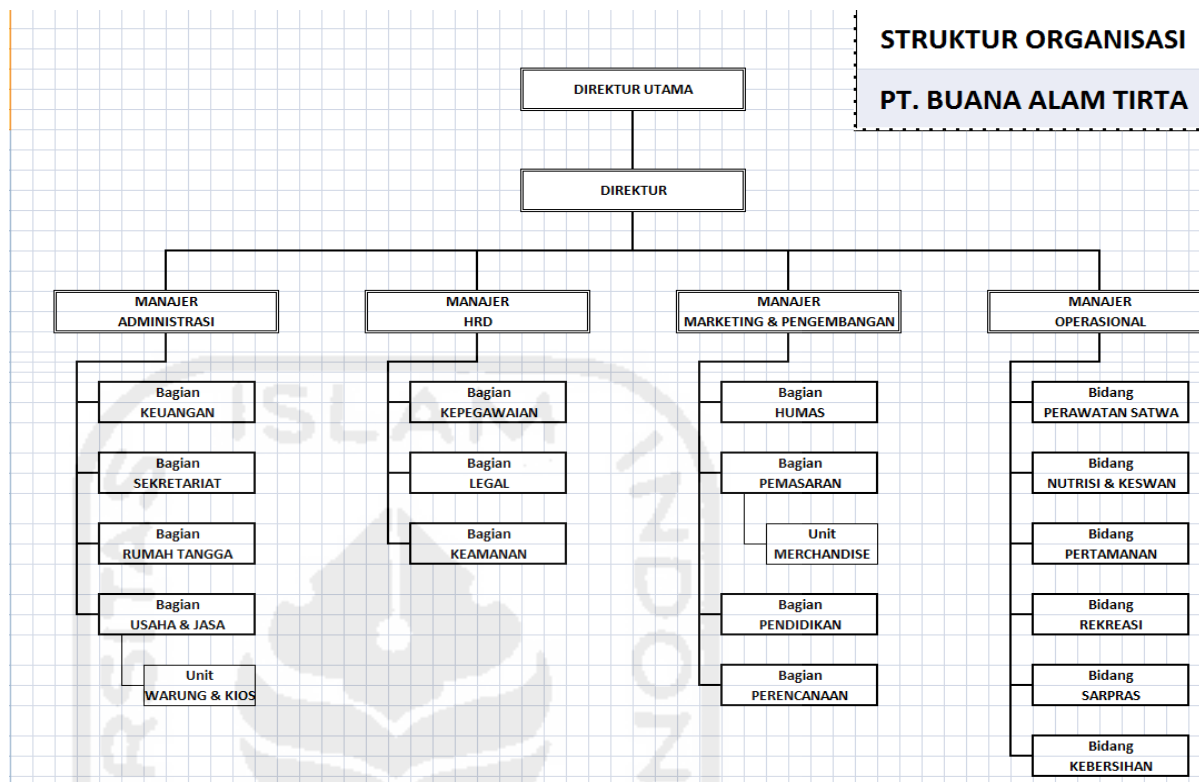 STRUKTUR ORGANISASI
PT. BUANA ALAM TIRTA
DIREKTUR UTAMA
DIREKTUR
MANAJER
ADMINISTRASI
MANAJER
HRD
MANAJER
MARKETING & PENGEMBANGAN
MANAJER
OPERASIONAL
Bagian
KEUANGAN
Bagian
SEKRETARIAT
Bagian
RUMAH TANGGA
Bagian
USAHA & JASA
Unit
WARUNG & KIOS
Bagian
KEPEGAWAIAN
Bagian
LEGAL
Bagian
KEAMANAN
Bagian
HUMAS
Bagian
PEMASARAN
Unit
MERCHANDISE
Bagian
PENDIDIKAN
Bagian
PERENCANAAN
Bidang
PERAWATAN SATWA
Bidang
NUTRISI & KESWAN
Bidang
PERTAMANAN
Bidang
REKREASI
Bidang
SARPRAS
Bidang
KEBERSIHAN
ISLAM